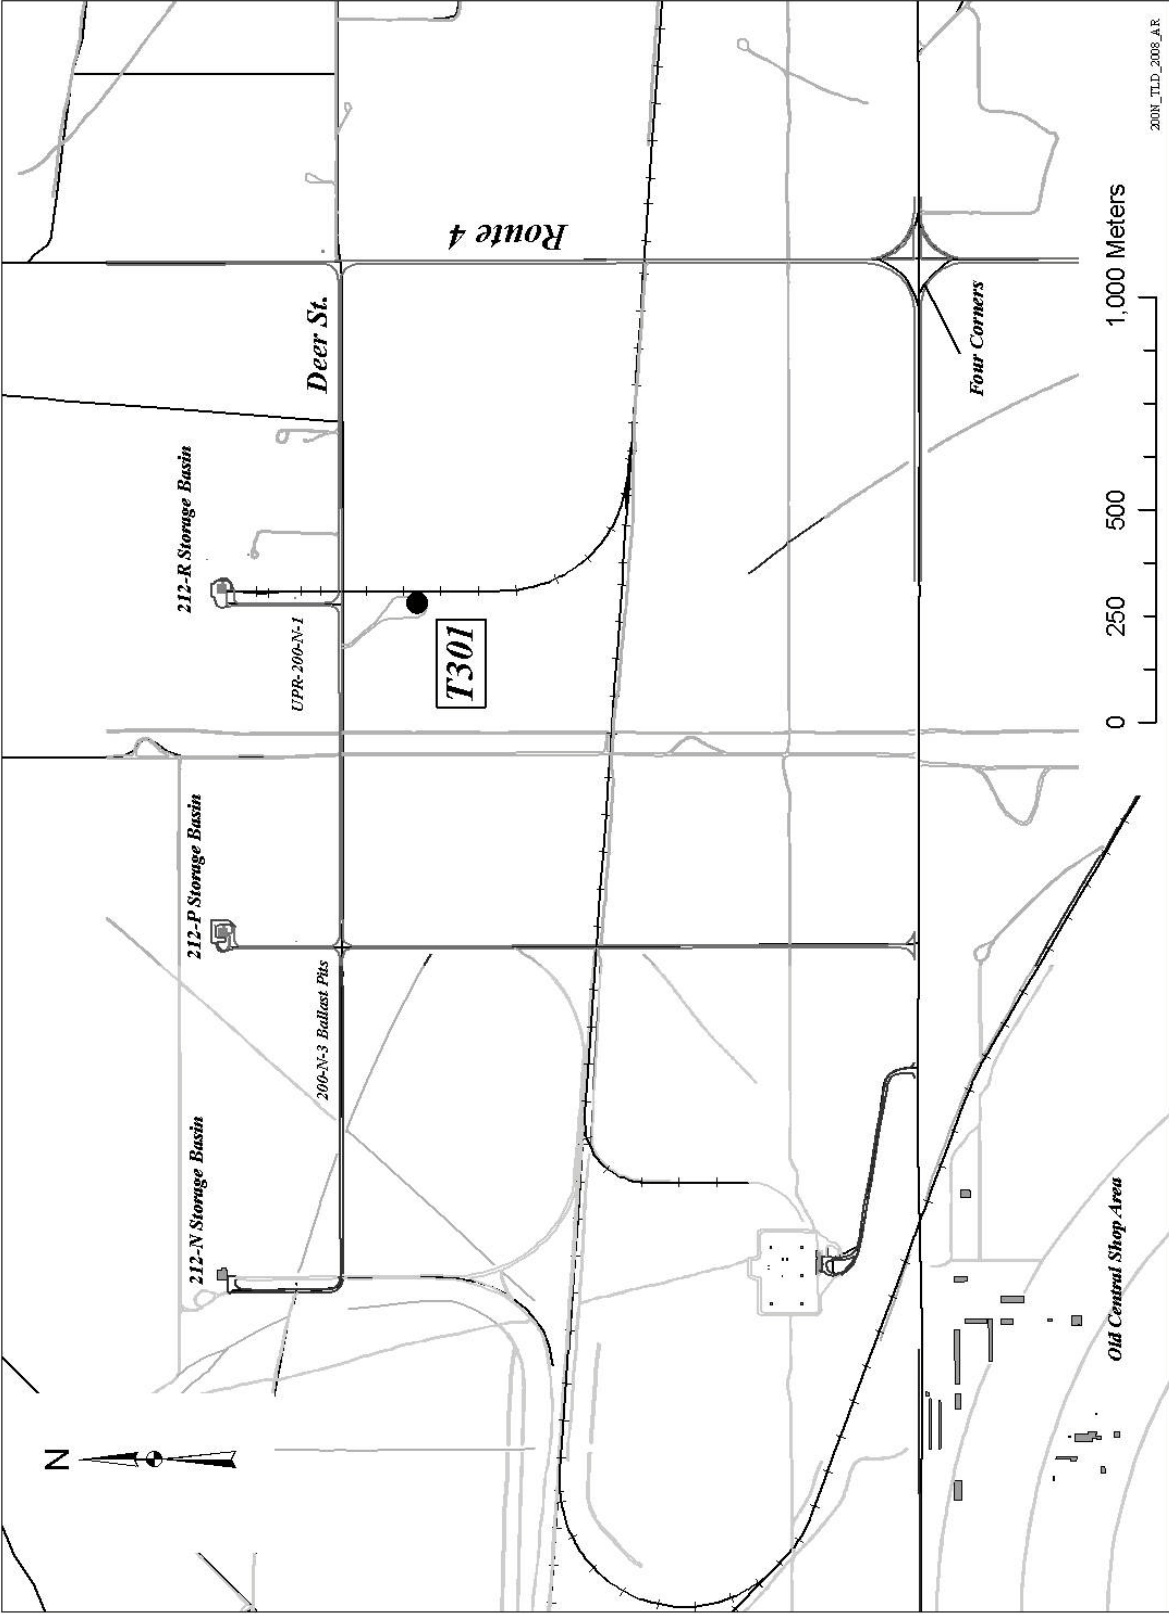 N
212-N Storage Basin
212-P Storage Basin
212-R Storage Basin
200-N-3 Ballast Pits
UPR-200-N-1
Deer St.
T301
Route 4
Four Corners
Old Central Shop Area
0 250 500 1,000 Meters
200N_TLD_2008_AR